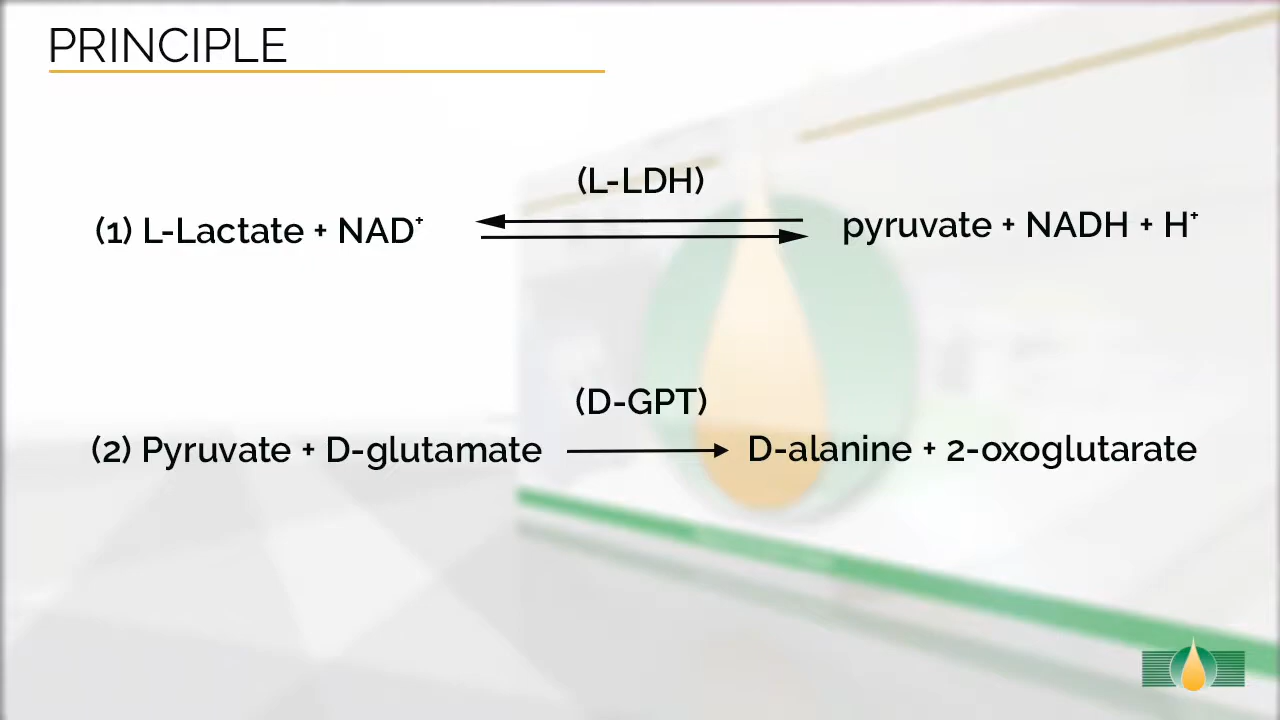 PRINCIPLE
(L-LDH)
(1) L-Lactate + NAD⁺ pyruvate + NADH + H⁺
(D-GPT)
(2) Pyruvate + D-glutamate D-alanine + 2-oxoglutarate